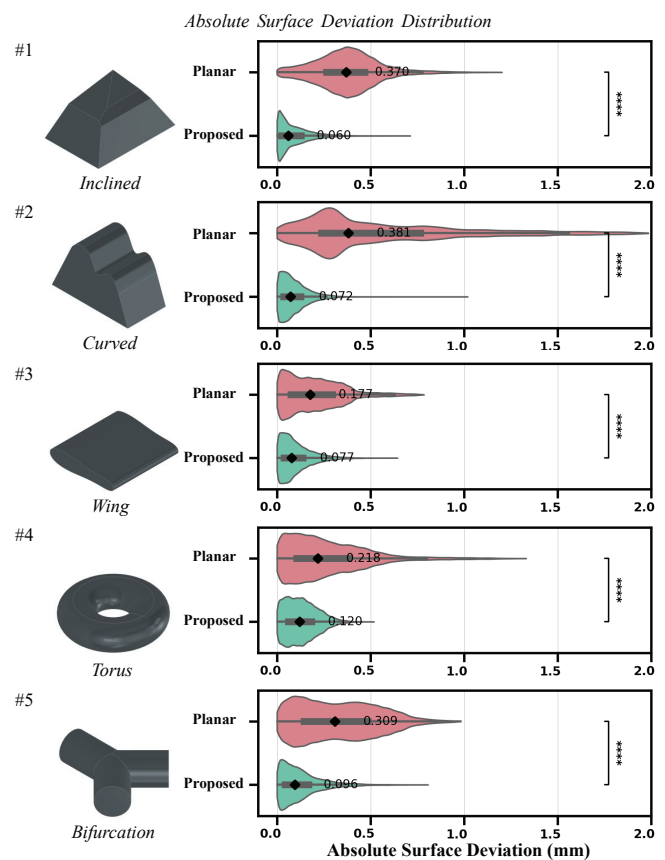 Absolute Surface Deviation Distribution
#1
Planar
0.370
****
Proposed
0.060
Inclined
0.0 0.5 1.0 1.5 2.0
#2
Planar
0.381
****
Proposed
0.072
Curved
0.0 0.5 1.0 1.5 2.0
#3
Planar
0.177
****
Proposed
0.077
Wing
0.0 0.5 1.0 1.5 2.0
#4
Planar
0.218
****
Proposed
0.120
Torus
0.0 0.5 1.0 1.5 2.0
#5
Planar
0.309
****
Proposed
0.096
Bifurcation
0.0 0.5 1.0 1.5 2.0
Absolute Surface Deviation (mm)